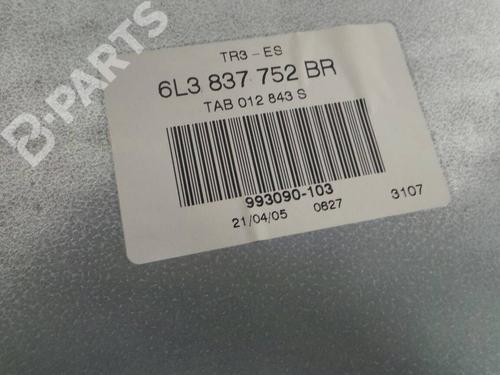 TR3 - ES
6L3 837 752 BR
TAB 012 843 S
993090-103
21/04/05 0827 3107
B-PARTS